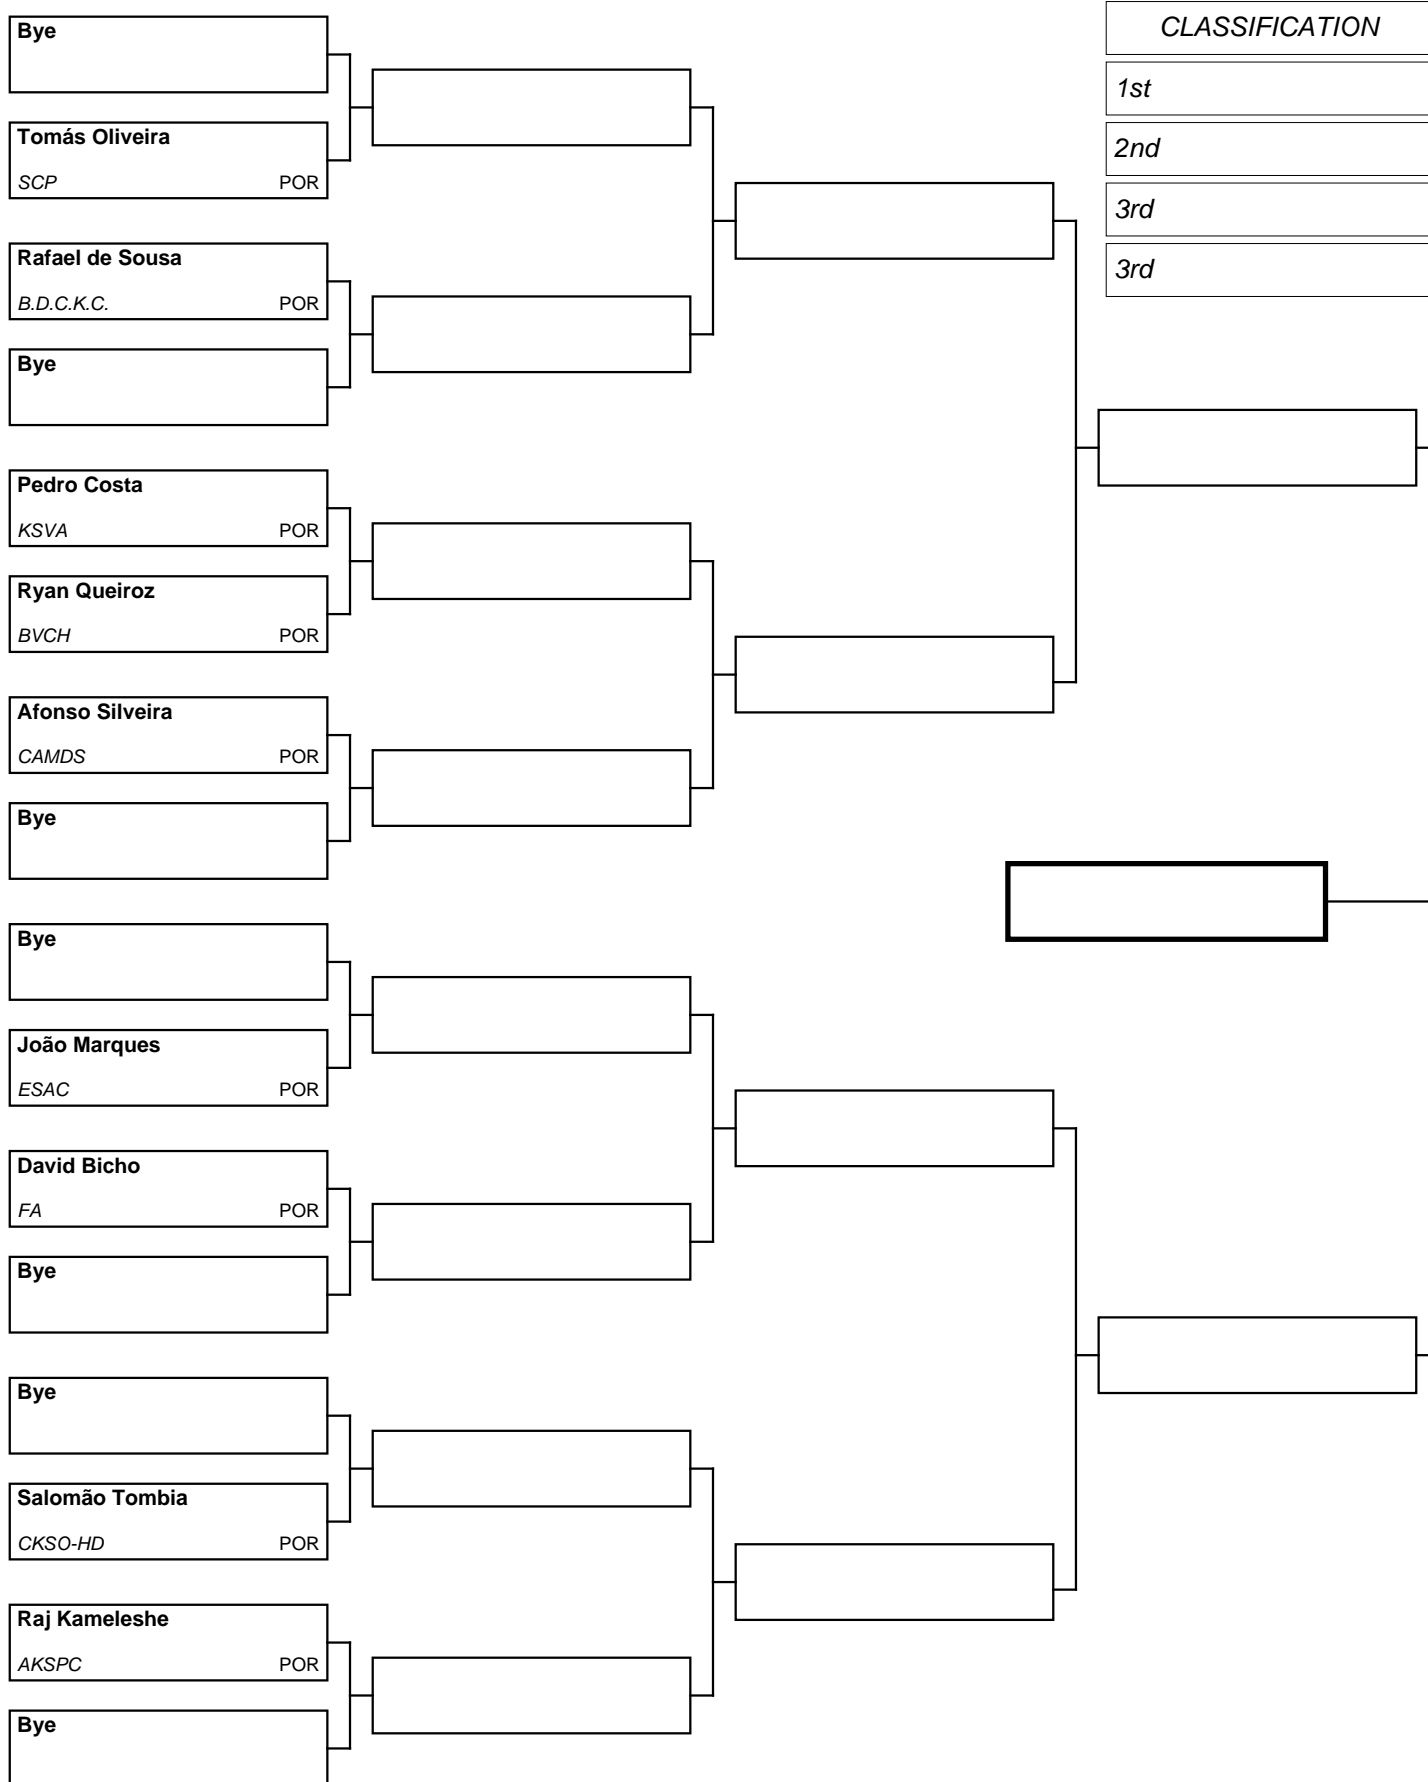 Bye
Tomás Oliveira
SCP POR
Rafael de Sousa
B.D.C.K.C. POR
Bye
Pedro Costa
KSVA POR
Ryan Queiroz
BVCH POR
Afonso Silveira
CAMDS POR
Bye
Bye
João Marques
ESAC POR
David Bicho
FA POR
Bye
Bye
Salomão Tombia
CKSO-HD POR
Raj Kameleshe
AKSPC POR
Bye
CLASSIFICATION
1st
2nd
3rd
3rd